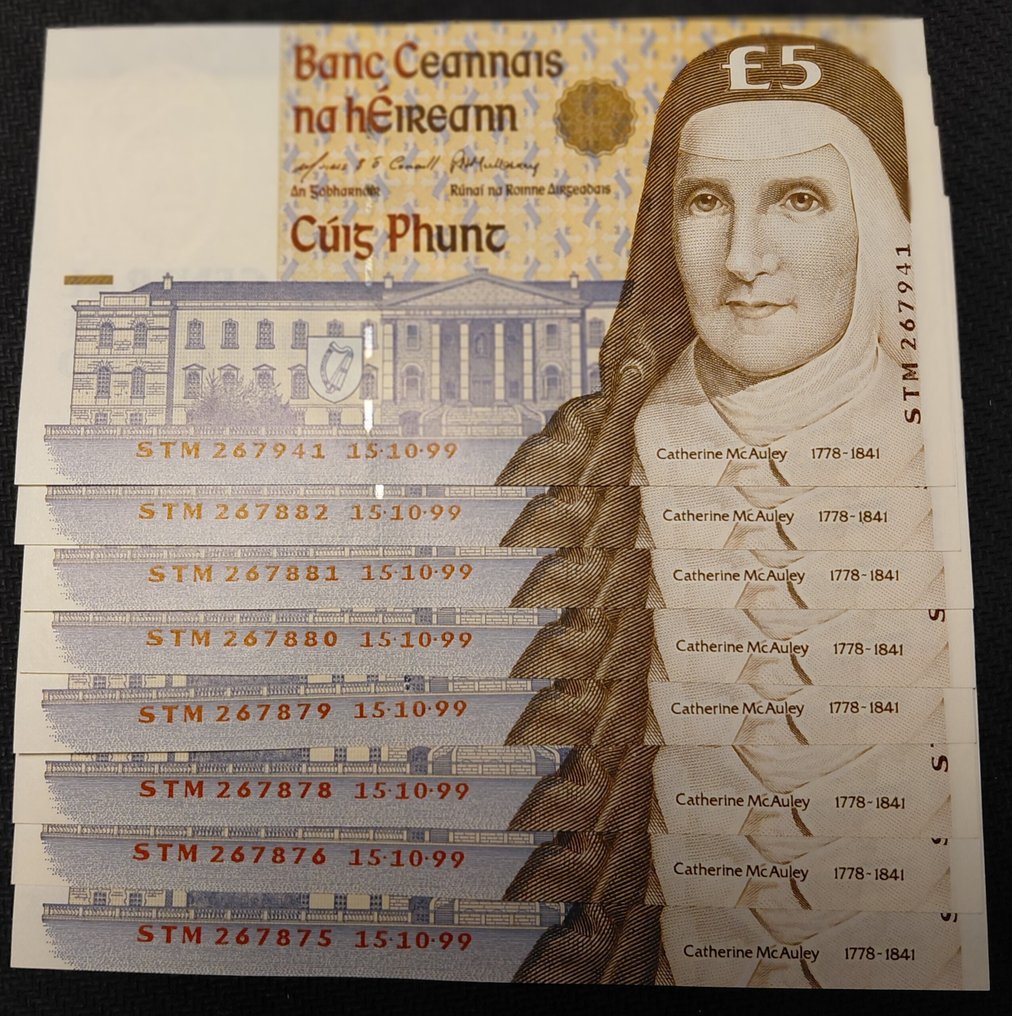 £5
Banc Ceannais
na hÉireann
An Gobharnóir Rúnaí na Roinne Airgeadais
Cúig Phunt
STM 267941
STM 267941 15·10·99 Catherine McAuley 1778-1841
STM 267882 15·10·99 Catherine McAuley 1778-1841
STM 267881 15·10·99 Catherine McAuley 1778-1841
STM 267880 15·10·99 Catherine McAuley 1778-1841
STM 267879 15·10·99 Catherine McAuley 1778-1841
STM 267878 15·10·99 Catherine McAuley 1778-1841
STM 267876 15·10·99 Catherine McAuley 1778-1841
STM 267875 15·10·99 Catherine McAuley 1778-1841